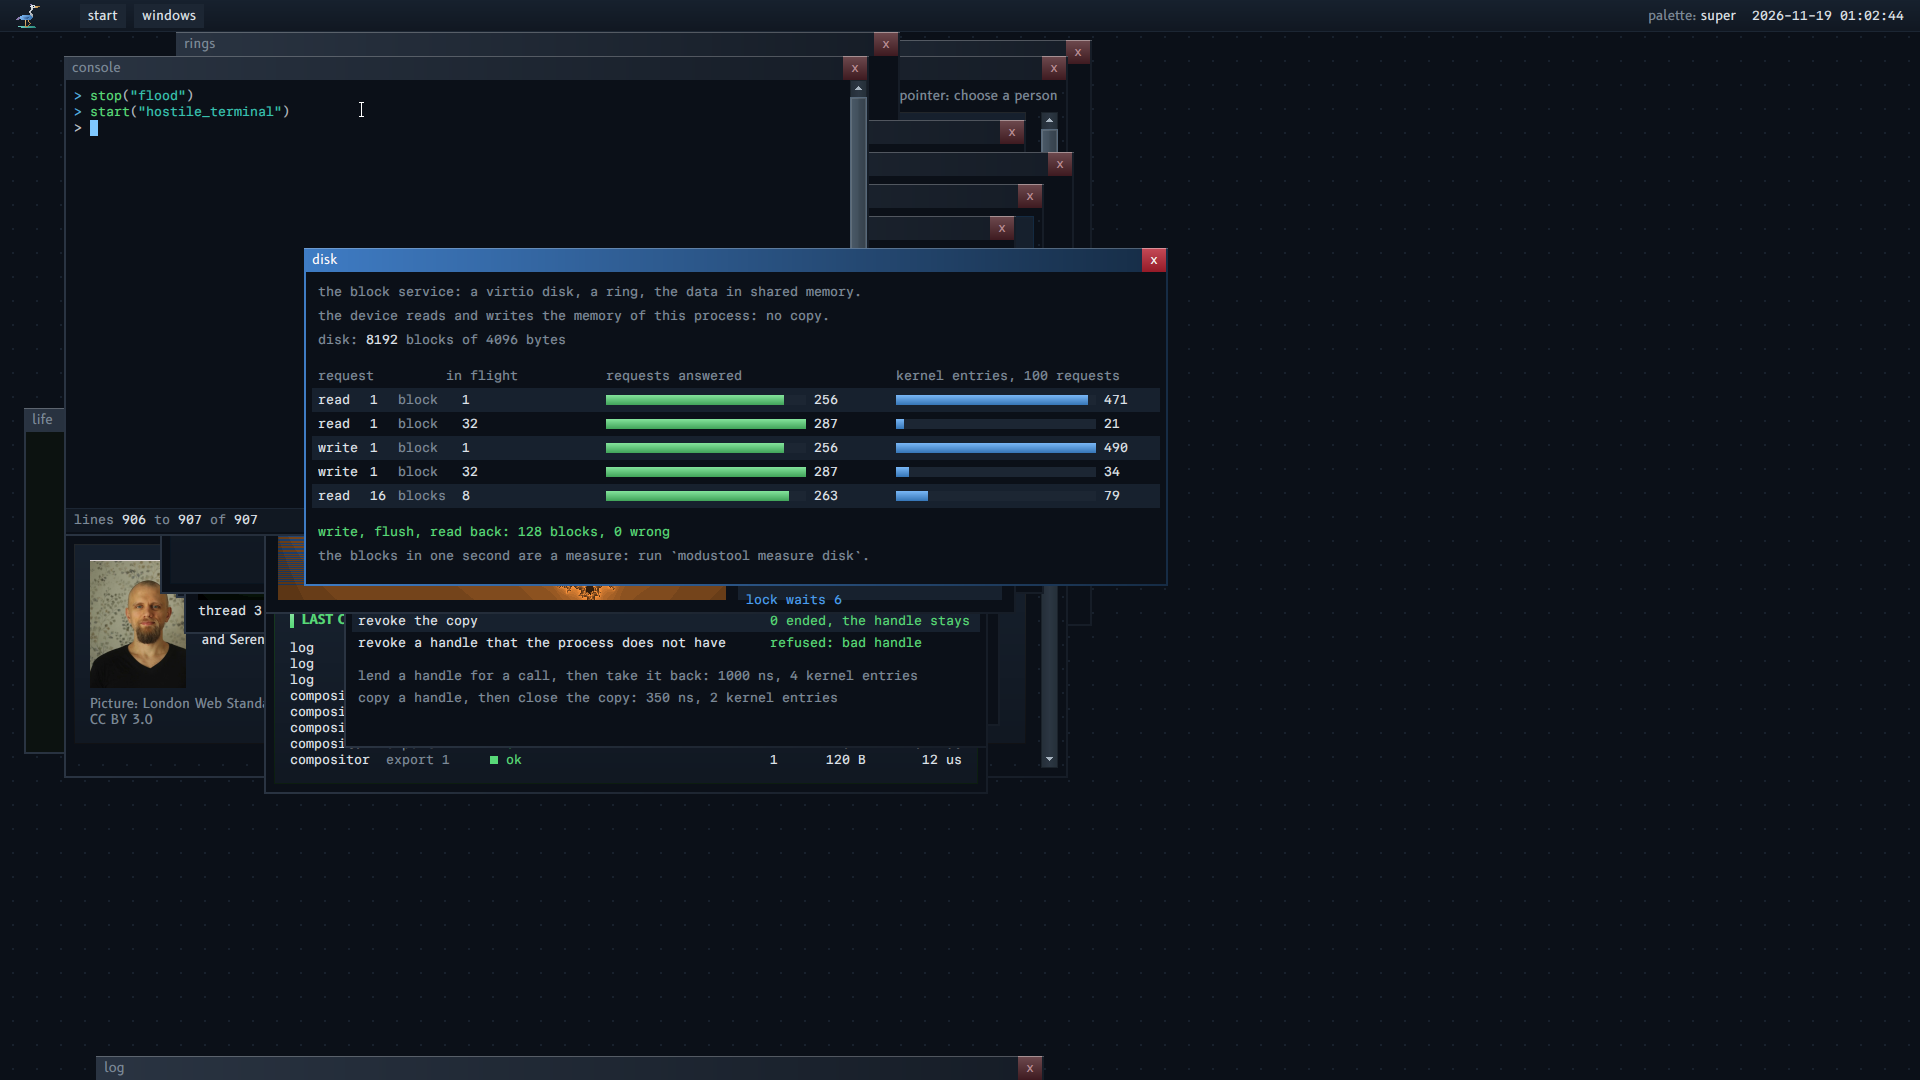 start windows palette: super 2026-11-19 01:02:44
rings x
x
console x
x
> stop("flood")
pointer: choose a person
> start("hostile_terminal")
>
x
x
x
x
disk x
the block service: a virtio disk, a ring, the data in shared memory.
the device reads and writes the memory of this process: no copy.
disk: 8192 blocks of 4096 bytes
request in flight requests answered kernel entries, 100 requests
read 1 block 1 256 471
read 1 block 32 287 21
write 1 block 1 256 490
write 1 block 32 287 34
read 16 blocks 8 263 79
write, flush, read back: 128 blocks, 0 wrong
the blocks in one second are a measure: run `modustool measure disk`.
life
lines 906 to 907 of 907
lock waits 6
thread 3
and Seren
Picture: London Web Standa
CC BY 3.0
LAST C
revoke the copy 0 ended, the handle stays
revoke a handle that the process does not have refused: bad handle
lend a handle for a call, then take it back: 1000 ns, 4 kernel entries
copy a handle, then close the copy: 350 ns, 2 kernel entries
log
log
log
composi
composi
composi
composi
compositor export 1 ok 1 120 B 12 us
log x